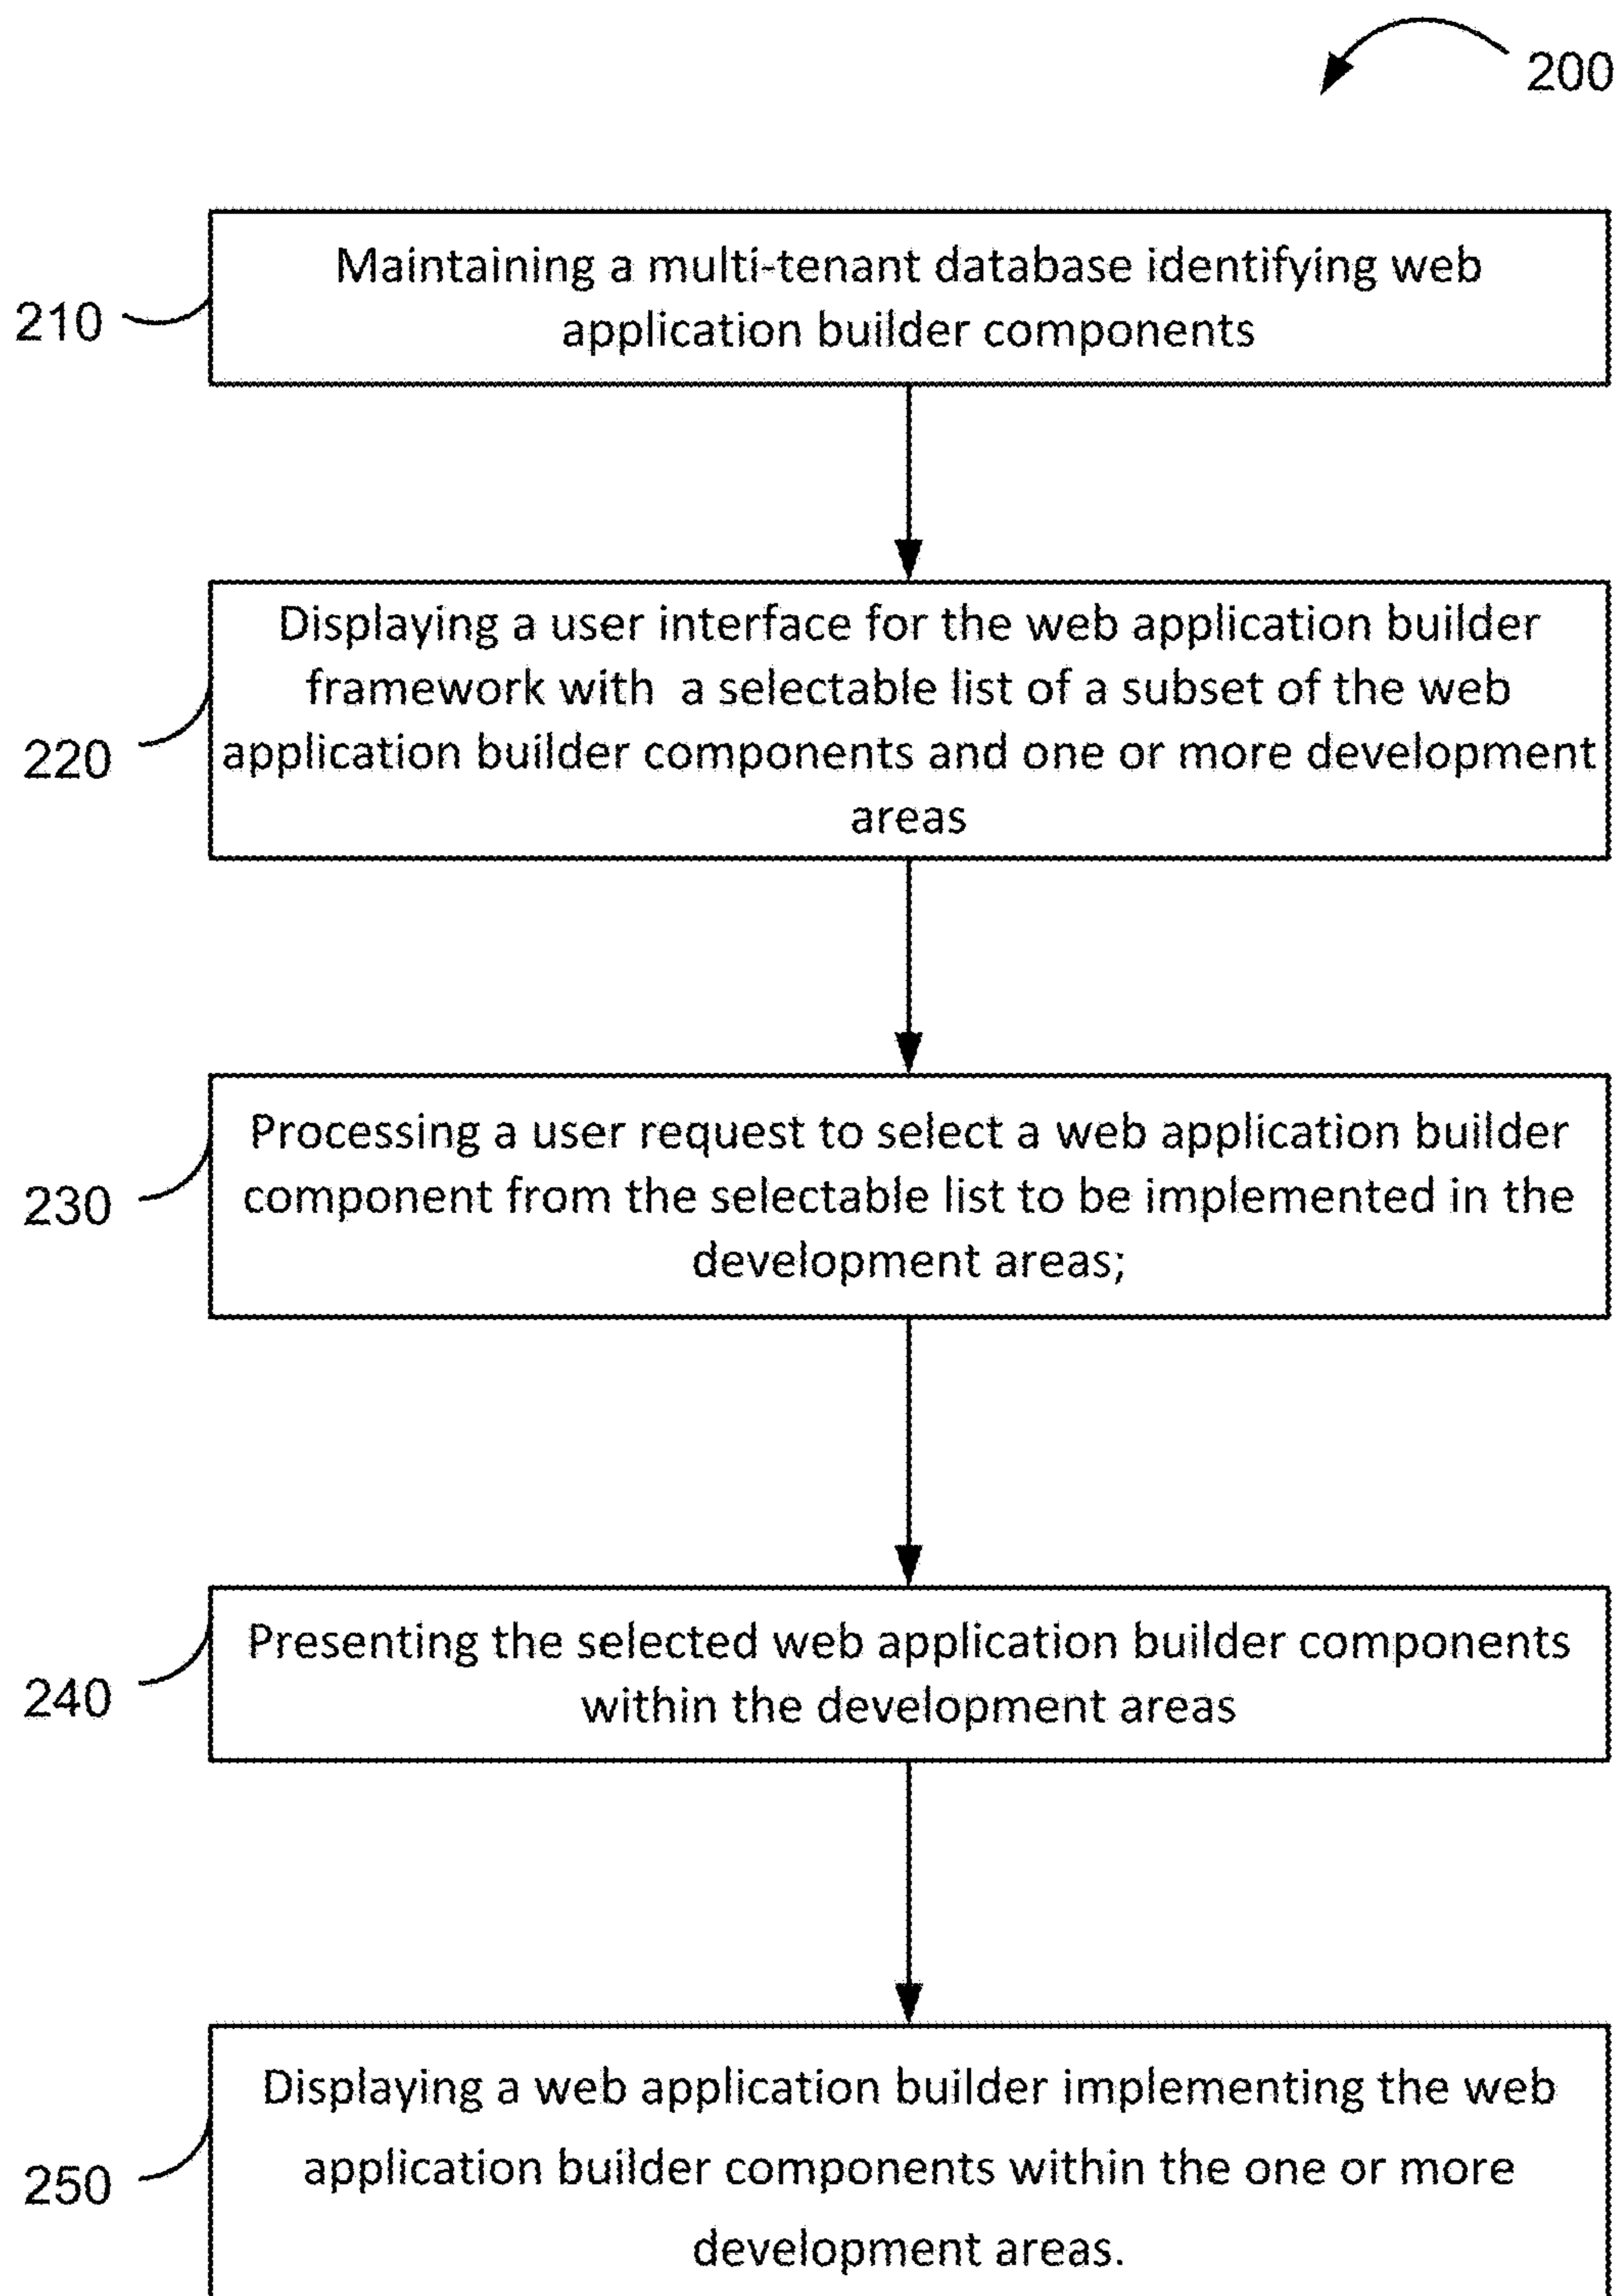 200
210
Maintaining a multi-tenant database identifying web
application builder components
220
Displaying a user interface for the web application builder
framework with a selectable list of a subset of the web
application builder components and one or more development
areas
230
Processing a user request to select a web application builder
component from the selectable list to be implemented in the
development areas;
240
Presenting the selected web application builder components
within the development areas
250
Displaying a web application builder implementing the web
application builder components within the one or more
development areas.